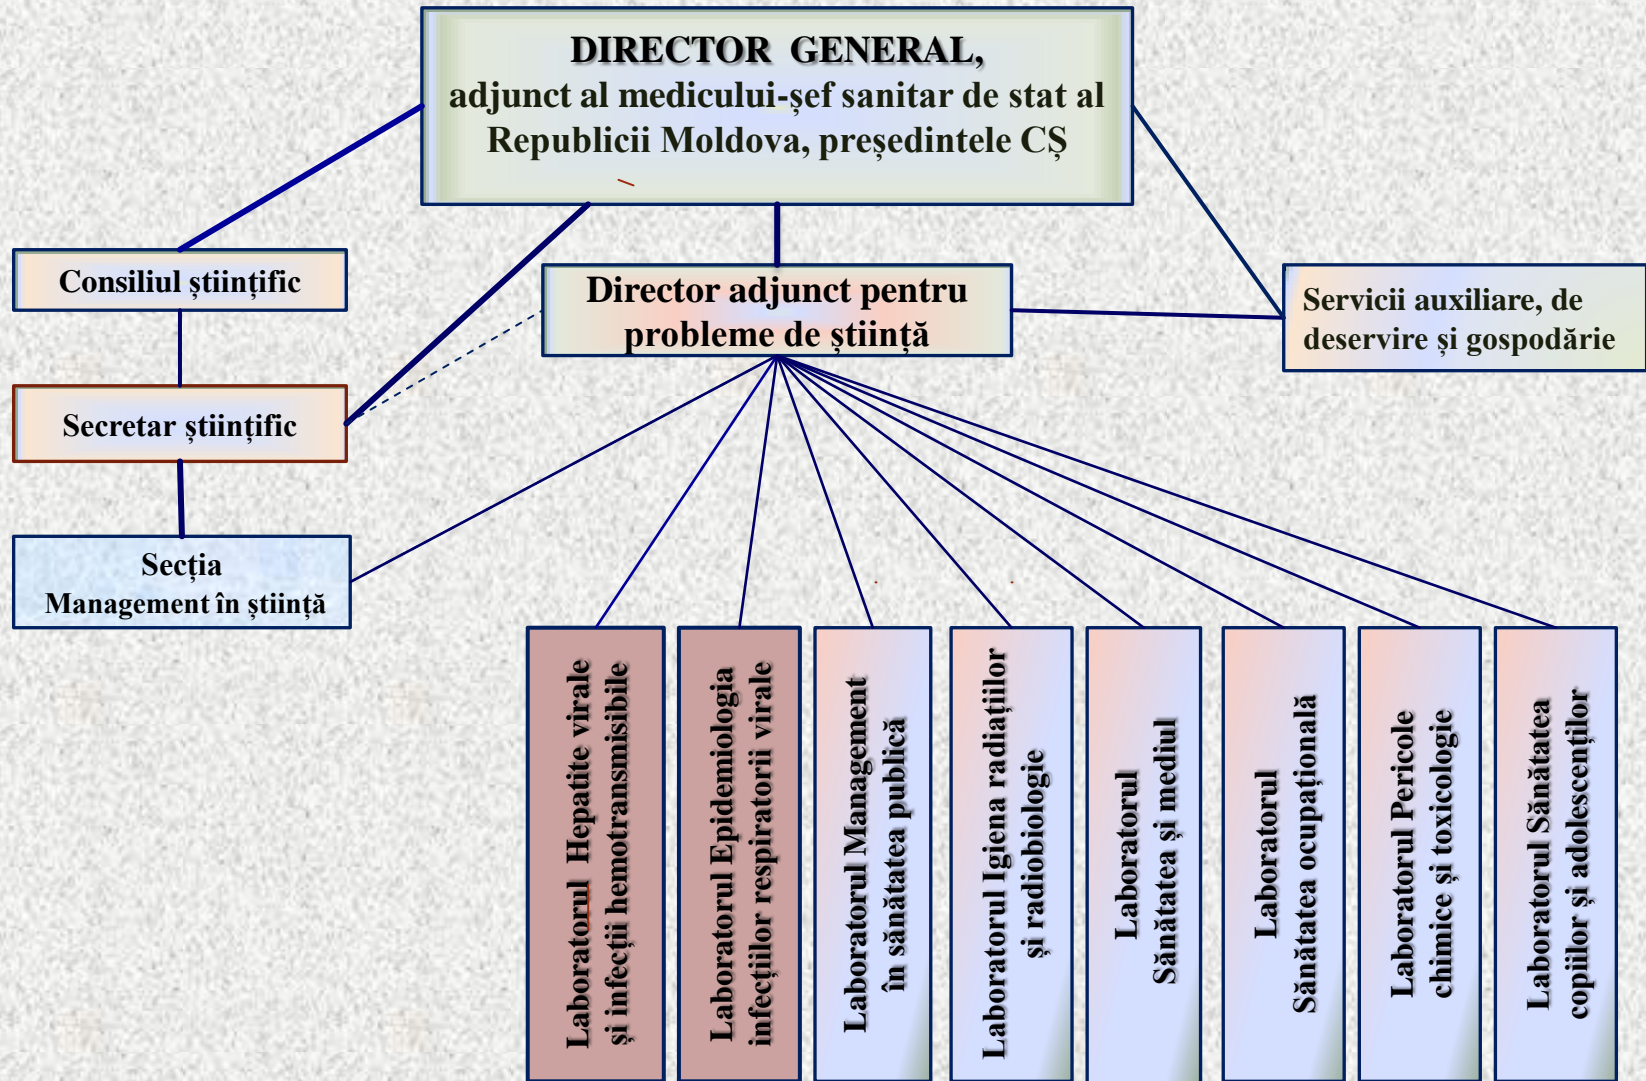 DIRECTOR GENERAL,
adjunct al medicului-șef sanitar de stat al
Republicii Moldova, președintele CȘ
Consiliul științific
Director adjunct pentru
probleme de știință
Servicii auxiliare, de
deservire și gospodărie
Secretar științific
Secția
Management în știință
Laboratorul Hepatite virale
și infecții hemotransmisibile
Laboratorul Epidemiologia
infecțiilor respiratorii virale
Laboratorul Management
în sănătatea publică
Laboratorul Igiena radiațiilor
și radiobiologie
Laboratorul
Sănătatea și mediul
Laboratorul
Sănătatea ocupațională
Laboratorul Pericole
chimice și toxicologie
Laboratorul Sănătatea
copiilor și adolescenților